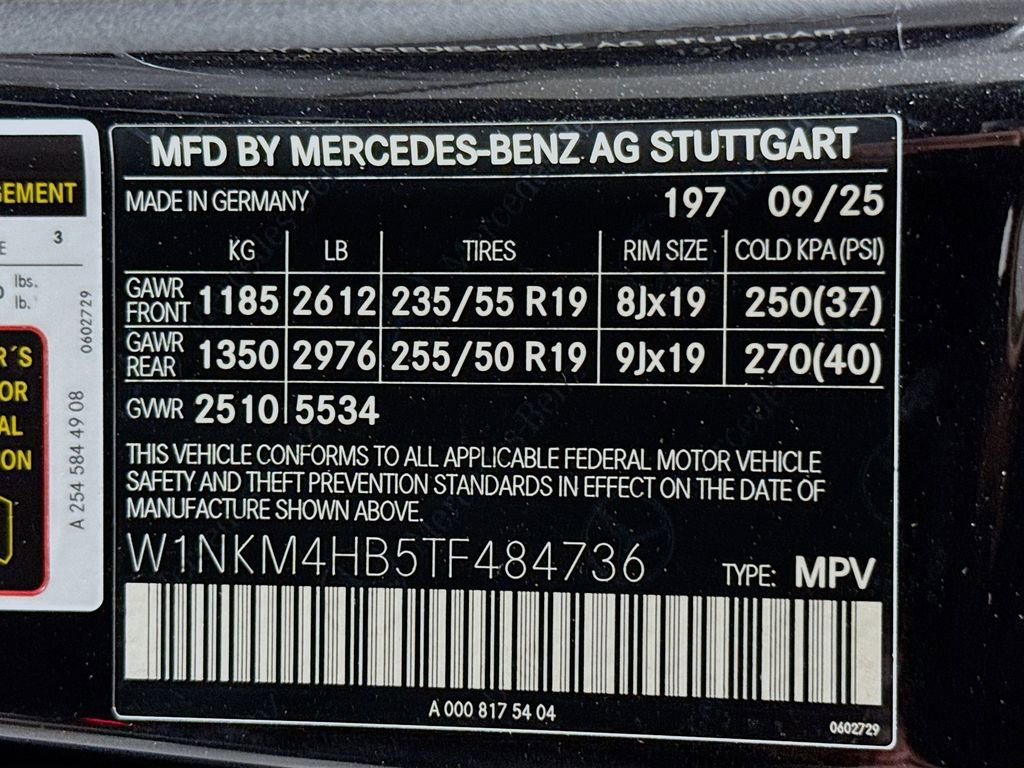 MFD BY MERCEDES-BENZ AG STUTTGART
MADE IN GERMANY 197 09/25
KG LB TIRES RIM SIZE COLD KPA (PSI)
GAWR FRONT 1185 2612 235/55 R19 8Jx19 250(37)
GAWR REAR 1350 2976 255/50 R19 9Jx19 270(40)
GVWR 2510 5534
THIS VEHICLE CONFORMS TO ALL APPLICABLE FEDERAL MOTOR VEHICLE
SAFETY AND THEFT PREVENTION STANDARDS IN EFFECT ON THE DATE OF
MANUFACTURE SHOWN ABOVE.
W1NKM4HB5TF484736 TYPE: MPV
A 000 817 54 04
0602729
GEMENT
3
lbs.
lb.
0602729
A 254 584 49 08
R´S
OR
AL
ON